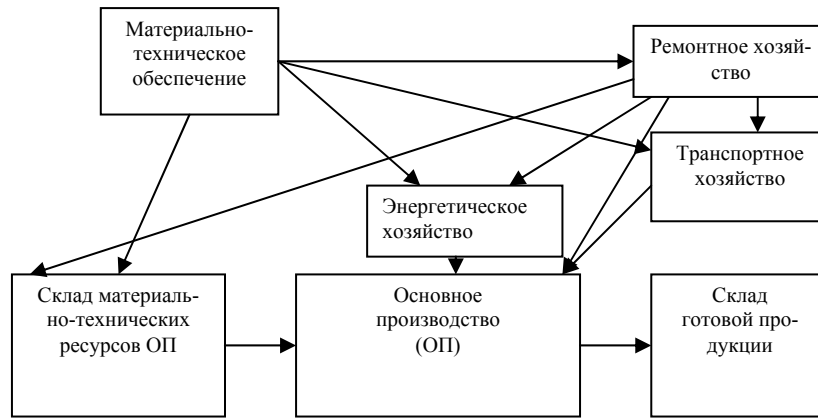 Материально-
техническое
обеспечение
Ремонтное хозяй-
ство
Транспортное
хозяйство
Энергетическое
хозяйство
Склад материаль-
но-технических
ресурсов ОП
Основное
производство
(ОП)
Склад
готовой про-
дукции